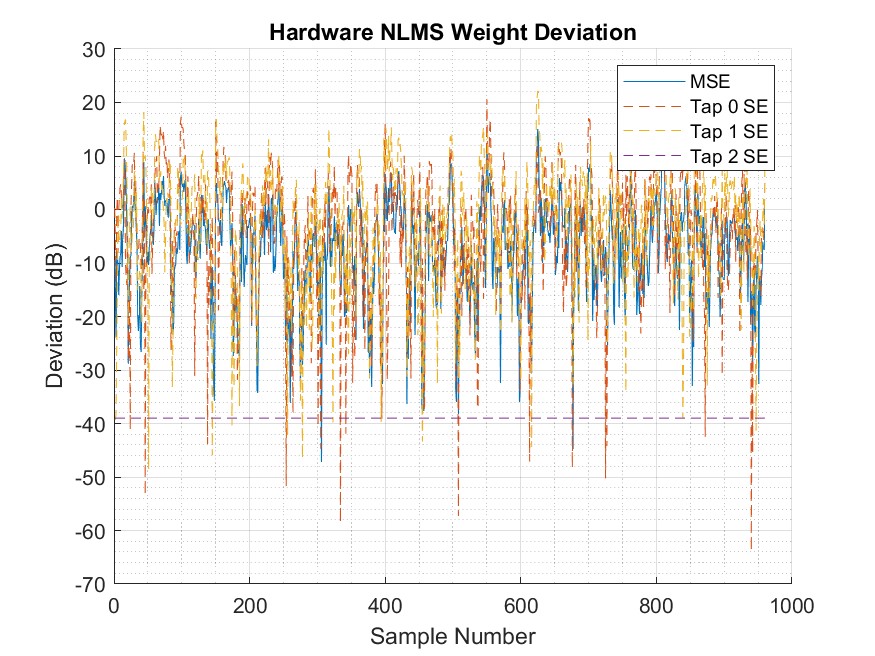 Hardware NLMS Weight Deviation
30
20
10
0
-10
-20
-30
-40
-50
-60
-70
Deviation (dB)
MSE
Tap 0 SE
Tap 1 SE
Tap 2 SE
0
200
400
600
800
1000
Sample Number